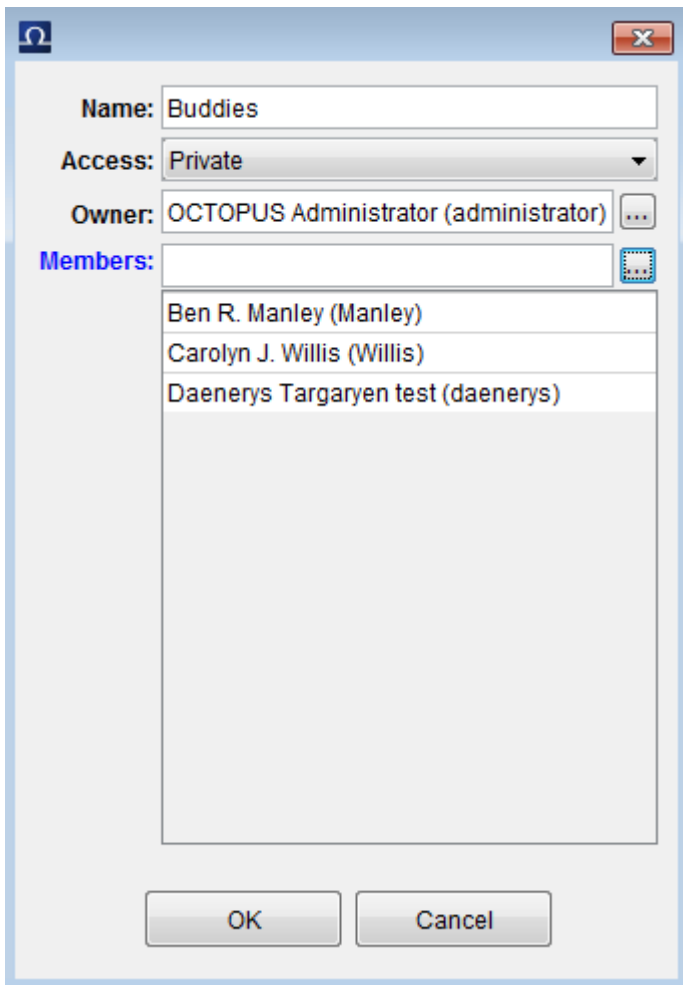 Ω
Name: Buddies
Access: Private
Owner: OCTOPUS Administrator (administrator) ...
Members: ...
Ben R. Manley (Manley)
Carolyn J. Willis (Willis)
Daenerys Targaryen test (daenerys)
OK Cancel